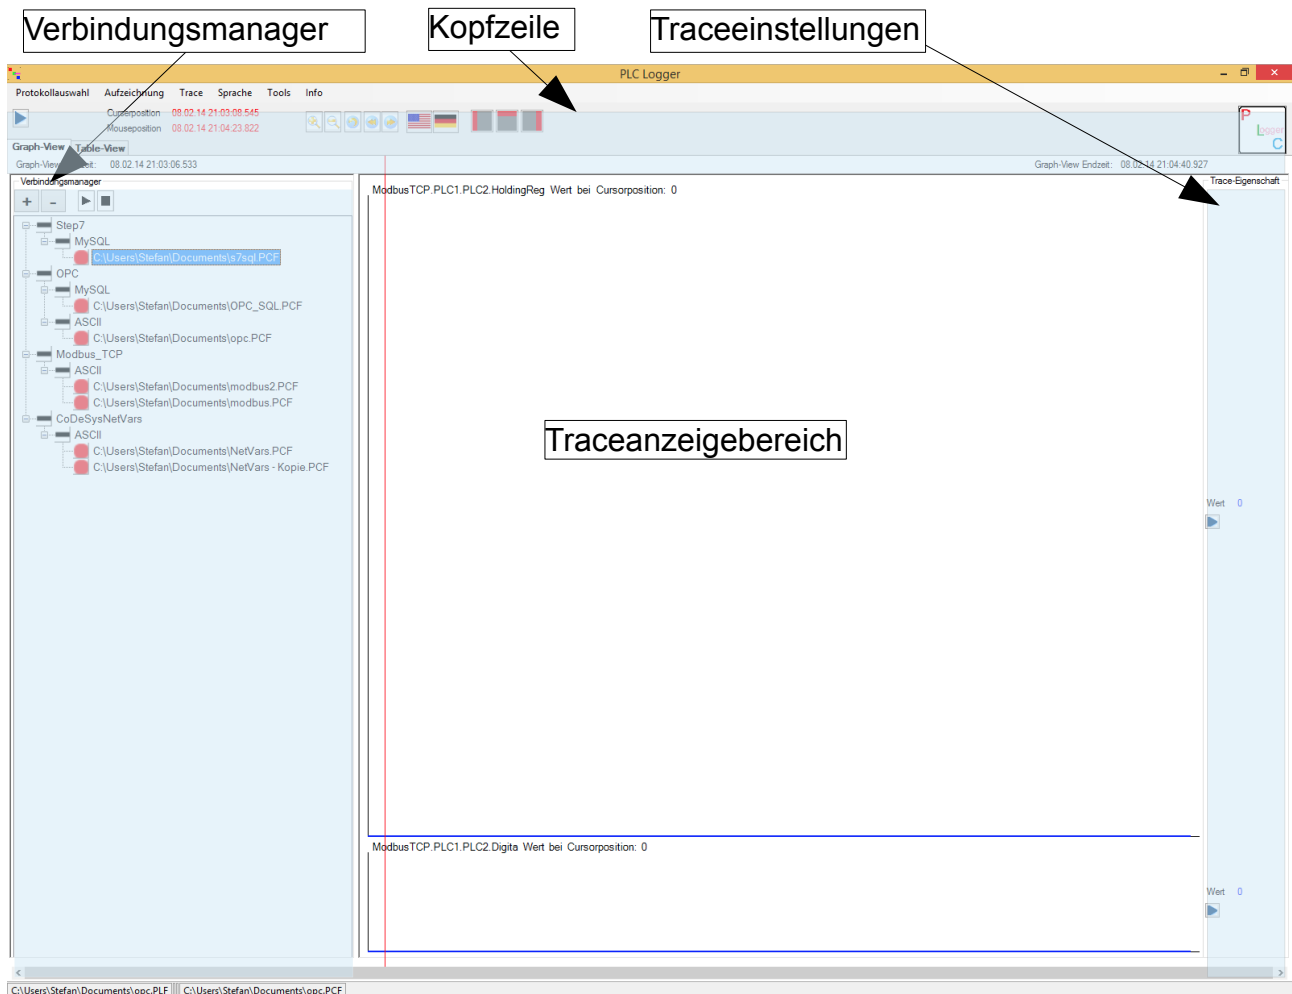 Verbindungsmanager
Kopfzeile
Traceeinstellungen
PLC Logger
Protokollauswahl Aufzeichnung Trace Sprache Tools Info
Cursorposition 08.02.14 21:03:08.545
Mouseposition 08.02.14 21:04:23.822
P
Logger
C
Graph-View Table-View
Graph-View 08.02.14 21:03:06.533
Graph-View Endzeit: 08.02.14 21:04:40.927
Verbindungsmanager
Trace-Eigenschaft
+ -
ModbusTCP.PLC1.PLC2.HoldingReg Wert bei Cursorposition: 0
Step7
MySQL
C:\Users\Stefan\Documents\s7sql.PCF
OPC
MySQL
C:\Users\Stefan\Documents\OPC_SQL.PCF
ASCII
C:\Users\Stefan\Documents\opc.PCF
Modbus_TCP
ASCII
C:\Users\Stefan\Documents\modbus2.PCF
C:\Users\Stefan\Documents\modbus.PCF
CoDeSysNetVars
ASCII
C:\Users\Stefan\Documents\NetVars.PCF
C:\Users\Stefan\Documents\NetVars - Kopie.PCF
Traceanzeigebereich
Wert 0
ModbusTCP.PLC1.PLC2.Digita Wert bei Cursorposition: 0
Wert 0
C:\Users\Stefan\Documents\opc.PLF C:\Users\Stefan\Documents\opc.PCF